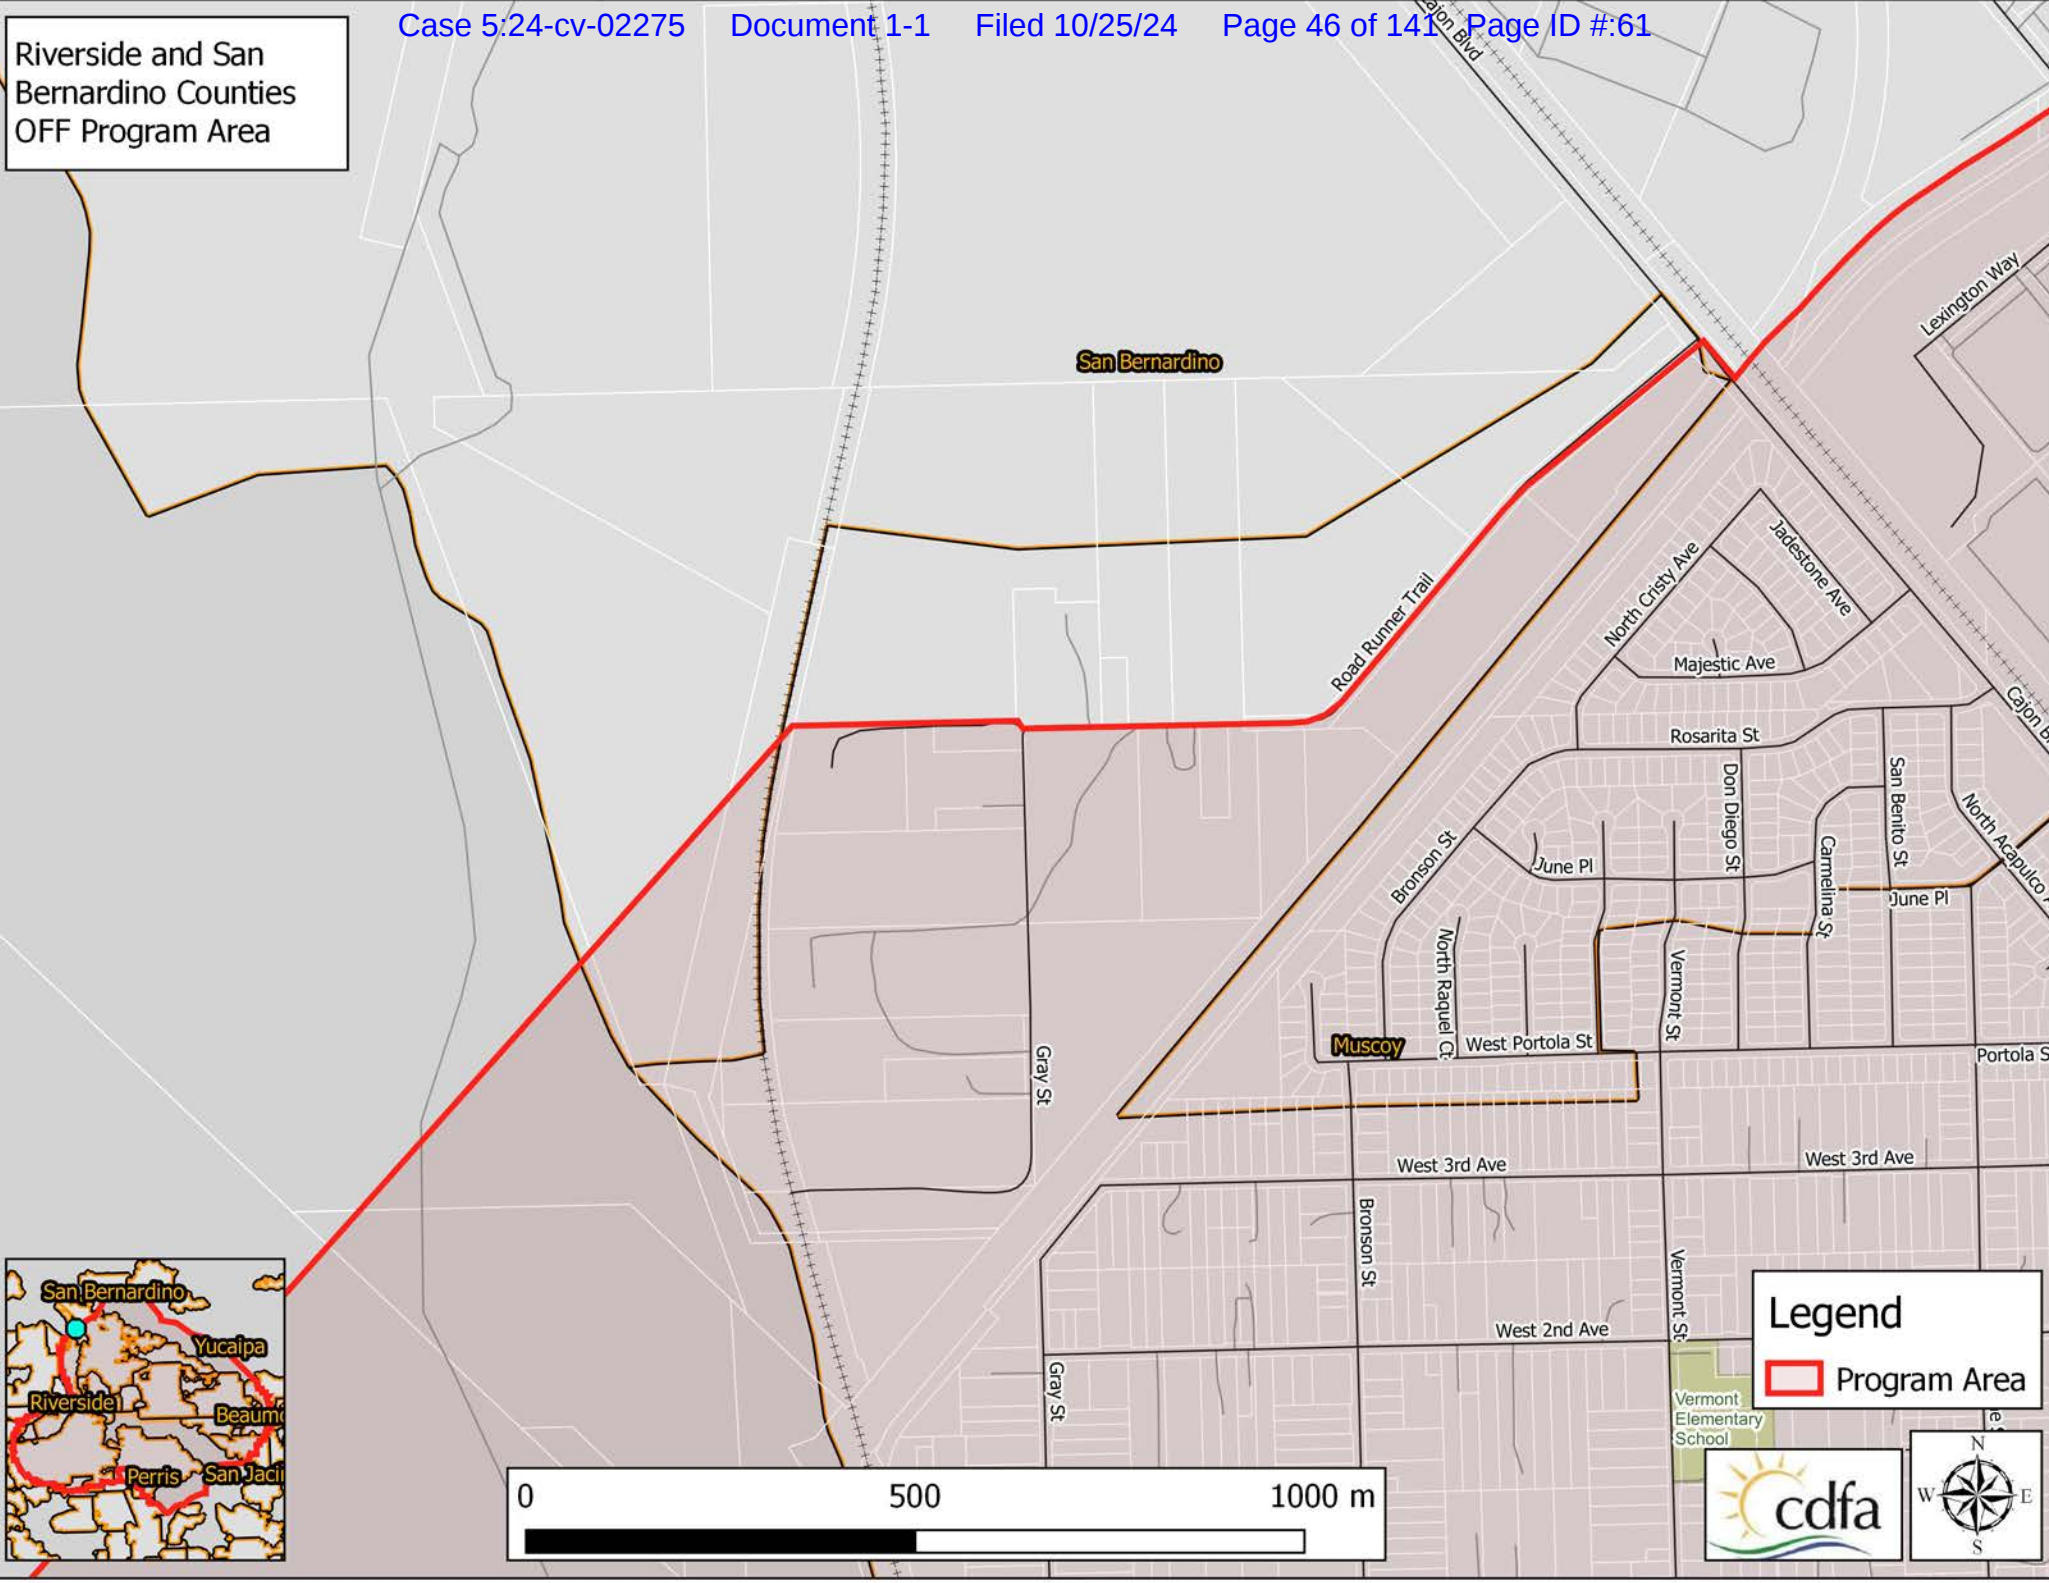 Case 5:24-cv-02275 Document 1-1 Filed 10/25/24 Page 46 of 141 Page ID #:61
Riverside and San
Bernardino Counties
OFF Program Area
Cajon Blvd
Lexington Way
San Bernardino
Road Runner Trail
North Cristy Ave
Jadestone Ave
Majestic Ave
Rosarita St
Cajon B
Don Diego St
San Benito St
North Acapulco
Bronson St
June Pl
Carmelina St
June Pl
North Raquel Ct
Vermont St
Muscoy
West Portola St
Portola S
Gray St
West 3rd Ave
West 3rd Ave
Bronson St
Vermont St
West 2nd Ave
Gray St
Vermont
Elementary
School
San Bernardino
Yucaipa
Riverside
Beaumo
Perris
San Jaci
Legend
Program Area
0 500 1000 m
cdfa
N
W E
S